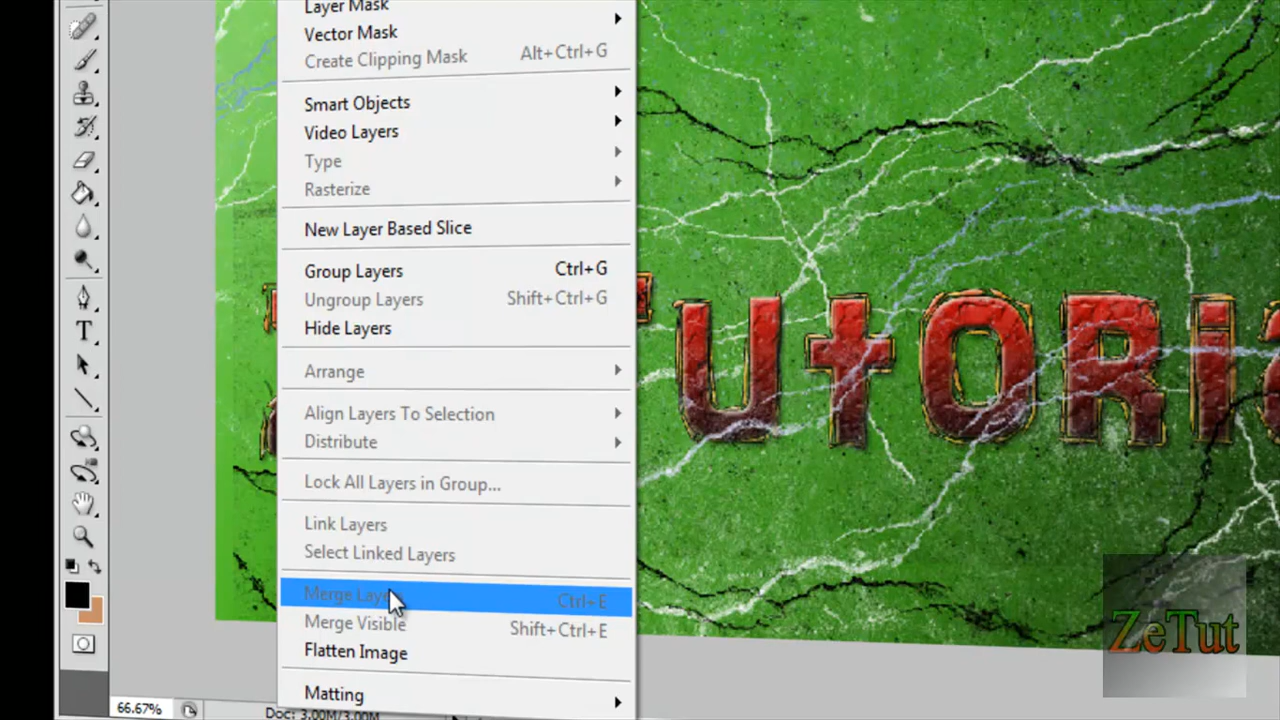 Layer Mask
Vector Mask
Create Clipping Mask Alt+Ctrl+G
Smart Objects
Video Layers
Type
Rasterize
New Layer Based Slice
Group Layers Ctrl+G
Ungroup Layers Shift+Ctrl+G
Hide Layers
Arrange
Align Layers To Selection
Distribute
Lock All Layers in Group...
Link Layers
Select Linked Layers
Merge Ctrl+E
Merge Visible Shift+Ctrl+E
Flatten Image
Matting
T
ZeTut
66.67%
Doc: 3.00M/3.00M